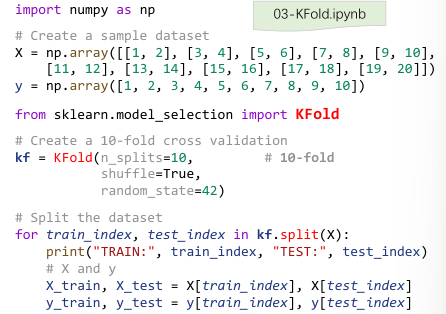 import numpy as np
03-KFold.ipynb
# Create a sample dataset
X = np.array([[1, 2], [3, 4], [5, 6], [7, 8], [9, 10],
[11, 12], [13, 14], [15, 16], [17, 18], [19, 20]])
y = np.array([1, 2, 3, 4, 5, 6, 7, 8, 9, 10])
from sklearn.model_selection import KFold
# Create a 10-fold cross validation
kf = KFold(n_splits=10, # 10-fold
shuffle=True,
random_state=42)
# Split the dataset
for train_index, test_index in kf.split(X):
print("TRAIN:", train_index, "TEST:", test_index)
# X and y
X_train, X_test = X[train_index], X[test_index]
y_train, y_test = y[train_index], y[test_index]